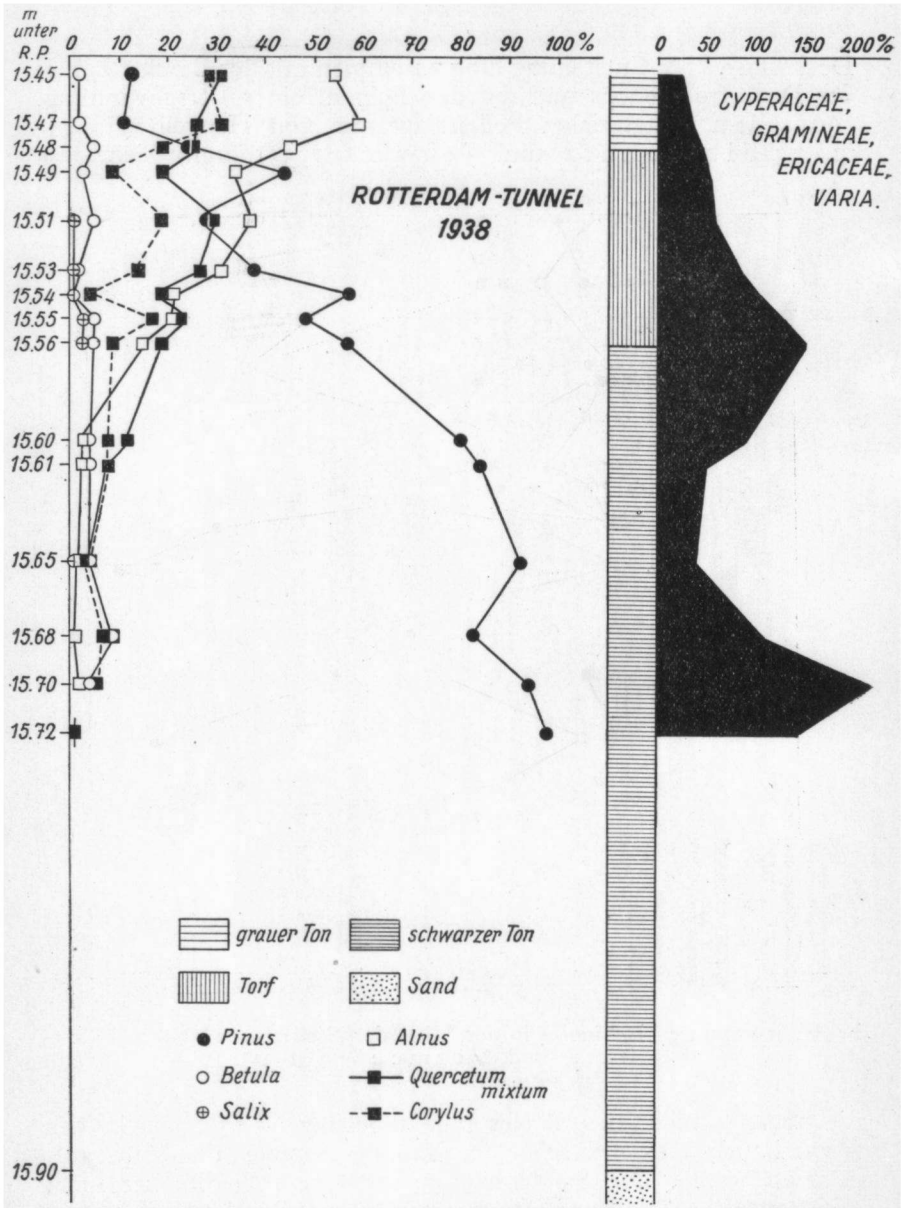 m
unter
R.P.
0 10 20 30 40 50 60 70 80 90 100%
0 50 100 150 200%
15.45
15.47
15.48
15.49
15.51
15.53
15.54
15.55
15.56
15.60
15.61
15.65
15.68
15.70
15.72
15.90
CYPERACEAE,
GRAMINEAE,
ERICACEAE,
VARIA.
ROTTERDAM-TUNNEL
1938
grauer Ton
schwarzer Ton
Torf
Sand
Pinus
Alnus
Betula
Quercetum
mixtum
Salix
Corylus